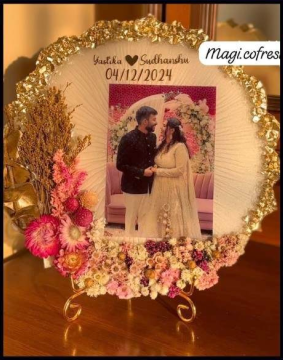 Yastika ♥ Sudhanshu
04/12/2024
Magi.cofres